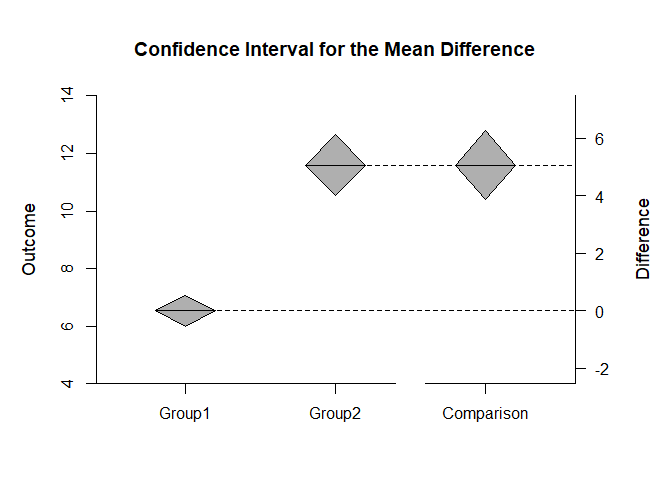 Confidence Interval for the Mean Difference
Outcome
14
12
10
8
6
4
6
4
2
0
-2
Difference
Group1
Group2
Comparison